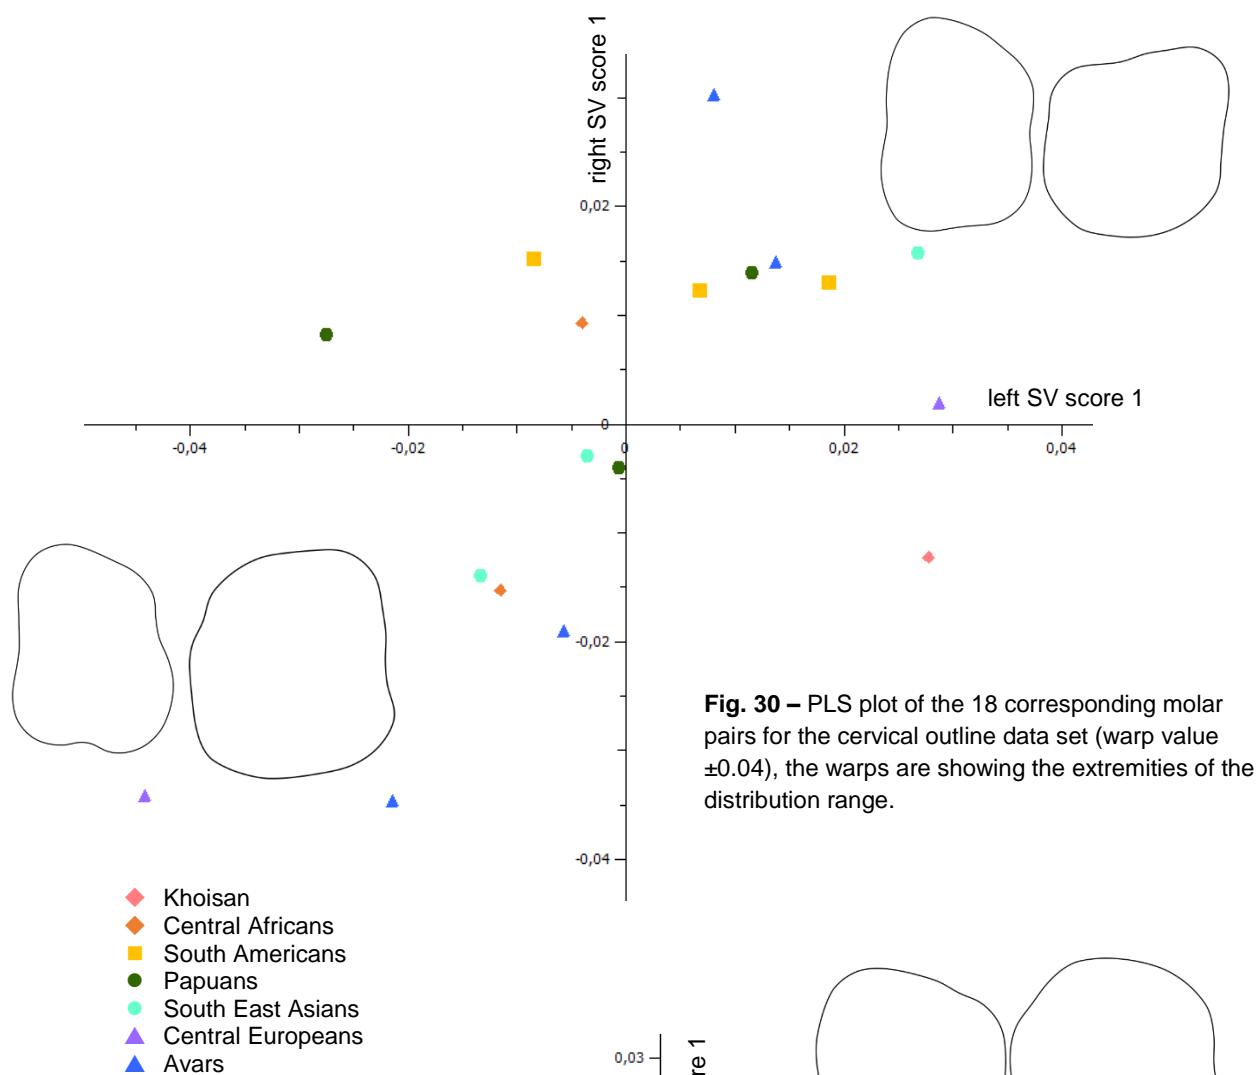 right SV score 1
0,02
left SV score 1
0
-0,04
-0,02
0
0,02
0,04
-0,02
Fig. 30 – PLS plot of the 18 corresponding molar
pairs for the cervical outline data set (warp value
±0.04), the warps are showing the extremities of the
distribution range.
-0,04
Khoisan
Central Africans
South Americans
Papuans
South East Asians
Central Europeans
Avars
0,03
re 1